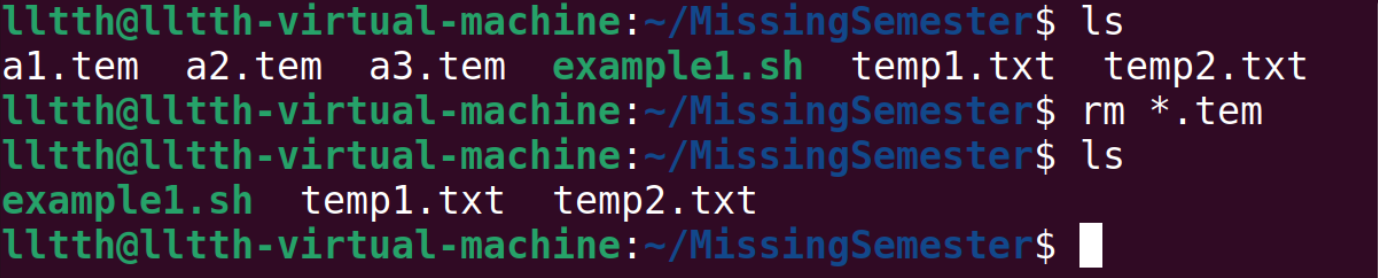 lltth@lltth-virtual-machine:~/MissingSemester$ ls
a1.tem  a2.tem  a3.tem  example1.sh  temp1.txt  temp2.txt
lltth@lltth-virtual-machine:~/MissingSemester$ rm *.tem
lltth@lltth-virtual-machine:~/MissingSemester$ ls
example1.sh  temp1.txt  temp2.txt
lltth@lltth-virtual-machine:~/MissingSemester$